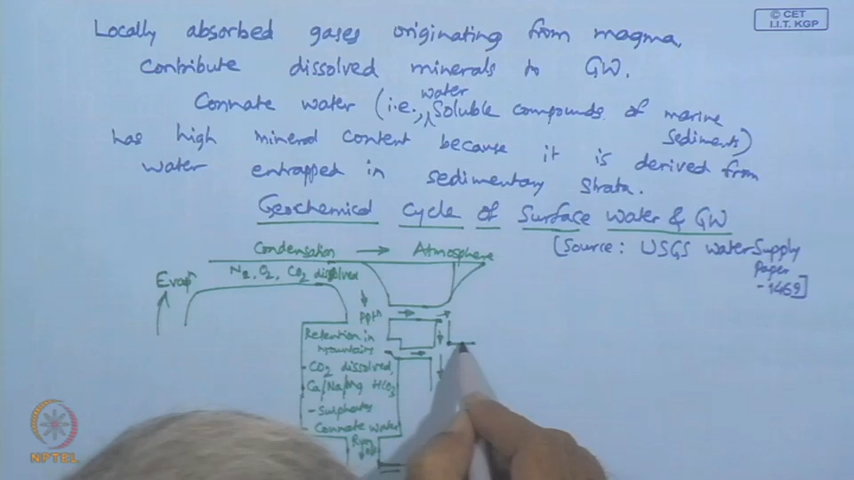 © CET
I.I.T. KGP
Locally absorbed gases originating from magma,
contribute dissolved minerals to GW.
Connate water (i.e., water soluble compounds of marine sediments)
has high mineral content because it is derived from
water entrapped in sedimentary strata.
Geochemical Cycle of Surface Water & GW
[Source: USGS water Supply
Paper
-1469]
Condensation → Atmosphere
N2, O2, CO2 dissolved
Evapn
pptn
Retention in
mountains
- CO2 dissolved,
Ca/Na/Mg HCO3
- Sulphates
- Connate water
NPTEL